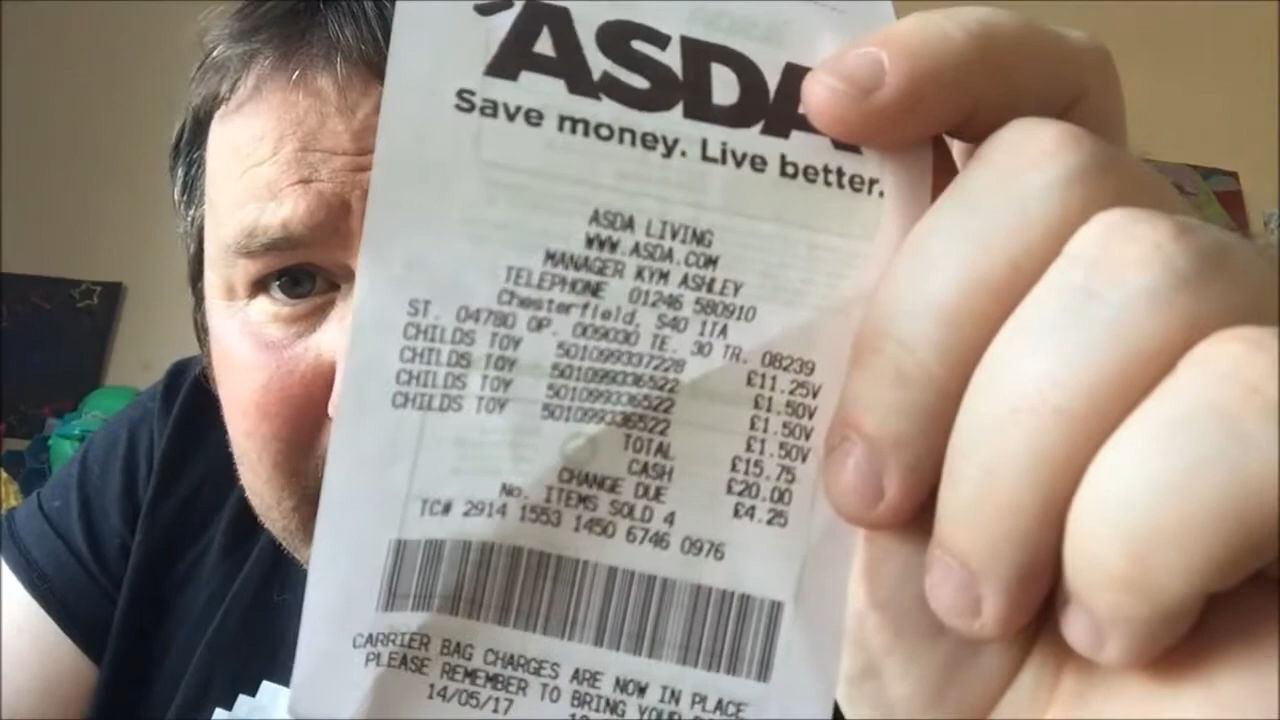 ASDA
Save money. Live better.
ASDA LIVING
WWW.ASDA.COM
MANAGER KYM ASHLEY
TELEPHONE 01246 580910
Chesterfield, S40 1TA
ST. 04780 OP. 009030 TE. 30 TR. 08239
CHILDS TOY 501099337228 £11.25V
CHILDS TOY 501099336522 £1.50V
CHILDS TOY 501099336522 £1.50V
CHILDS TOY 501099336522 £1.50V
TOTAL £15.75
CASH £20.00
CHANGE DUE £4.25
No. ITEMS SOLD 4
TC# 2914 1553 1450 6746 0976
CARRIER BAG CHARGES ARE NOW IN PLACE
PLEASE REMEMBER TO BRING YOUR
14/05/17